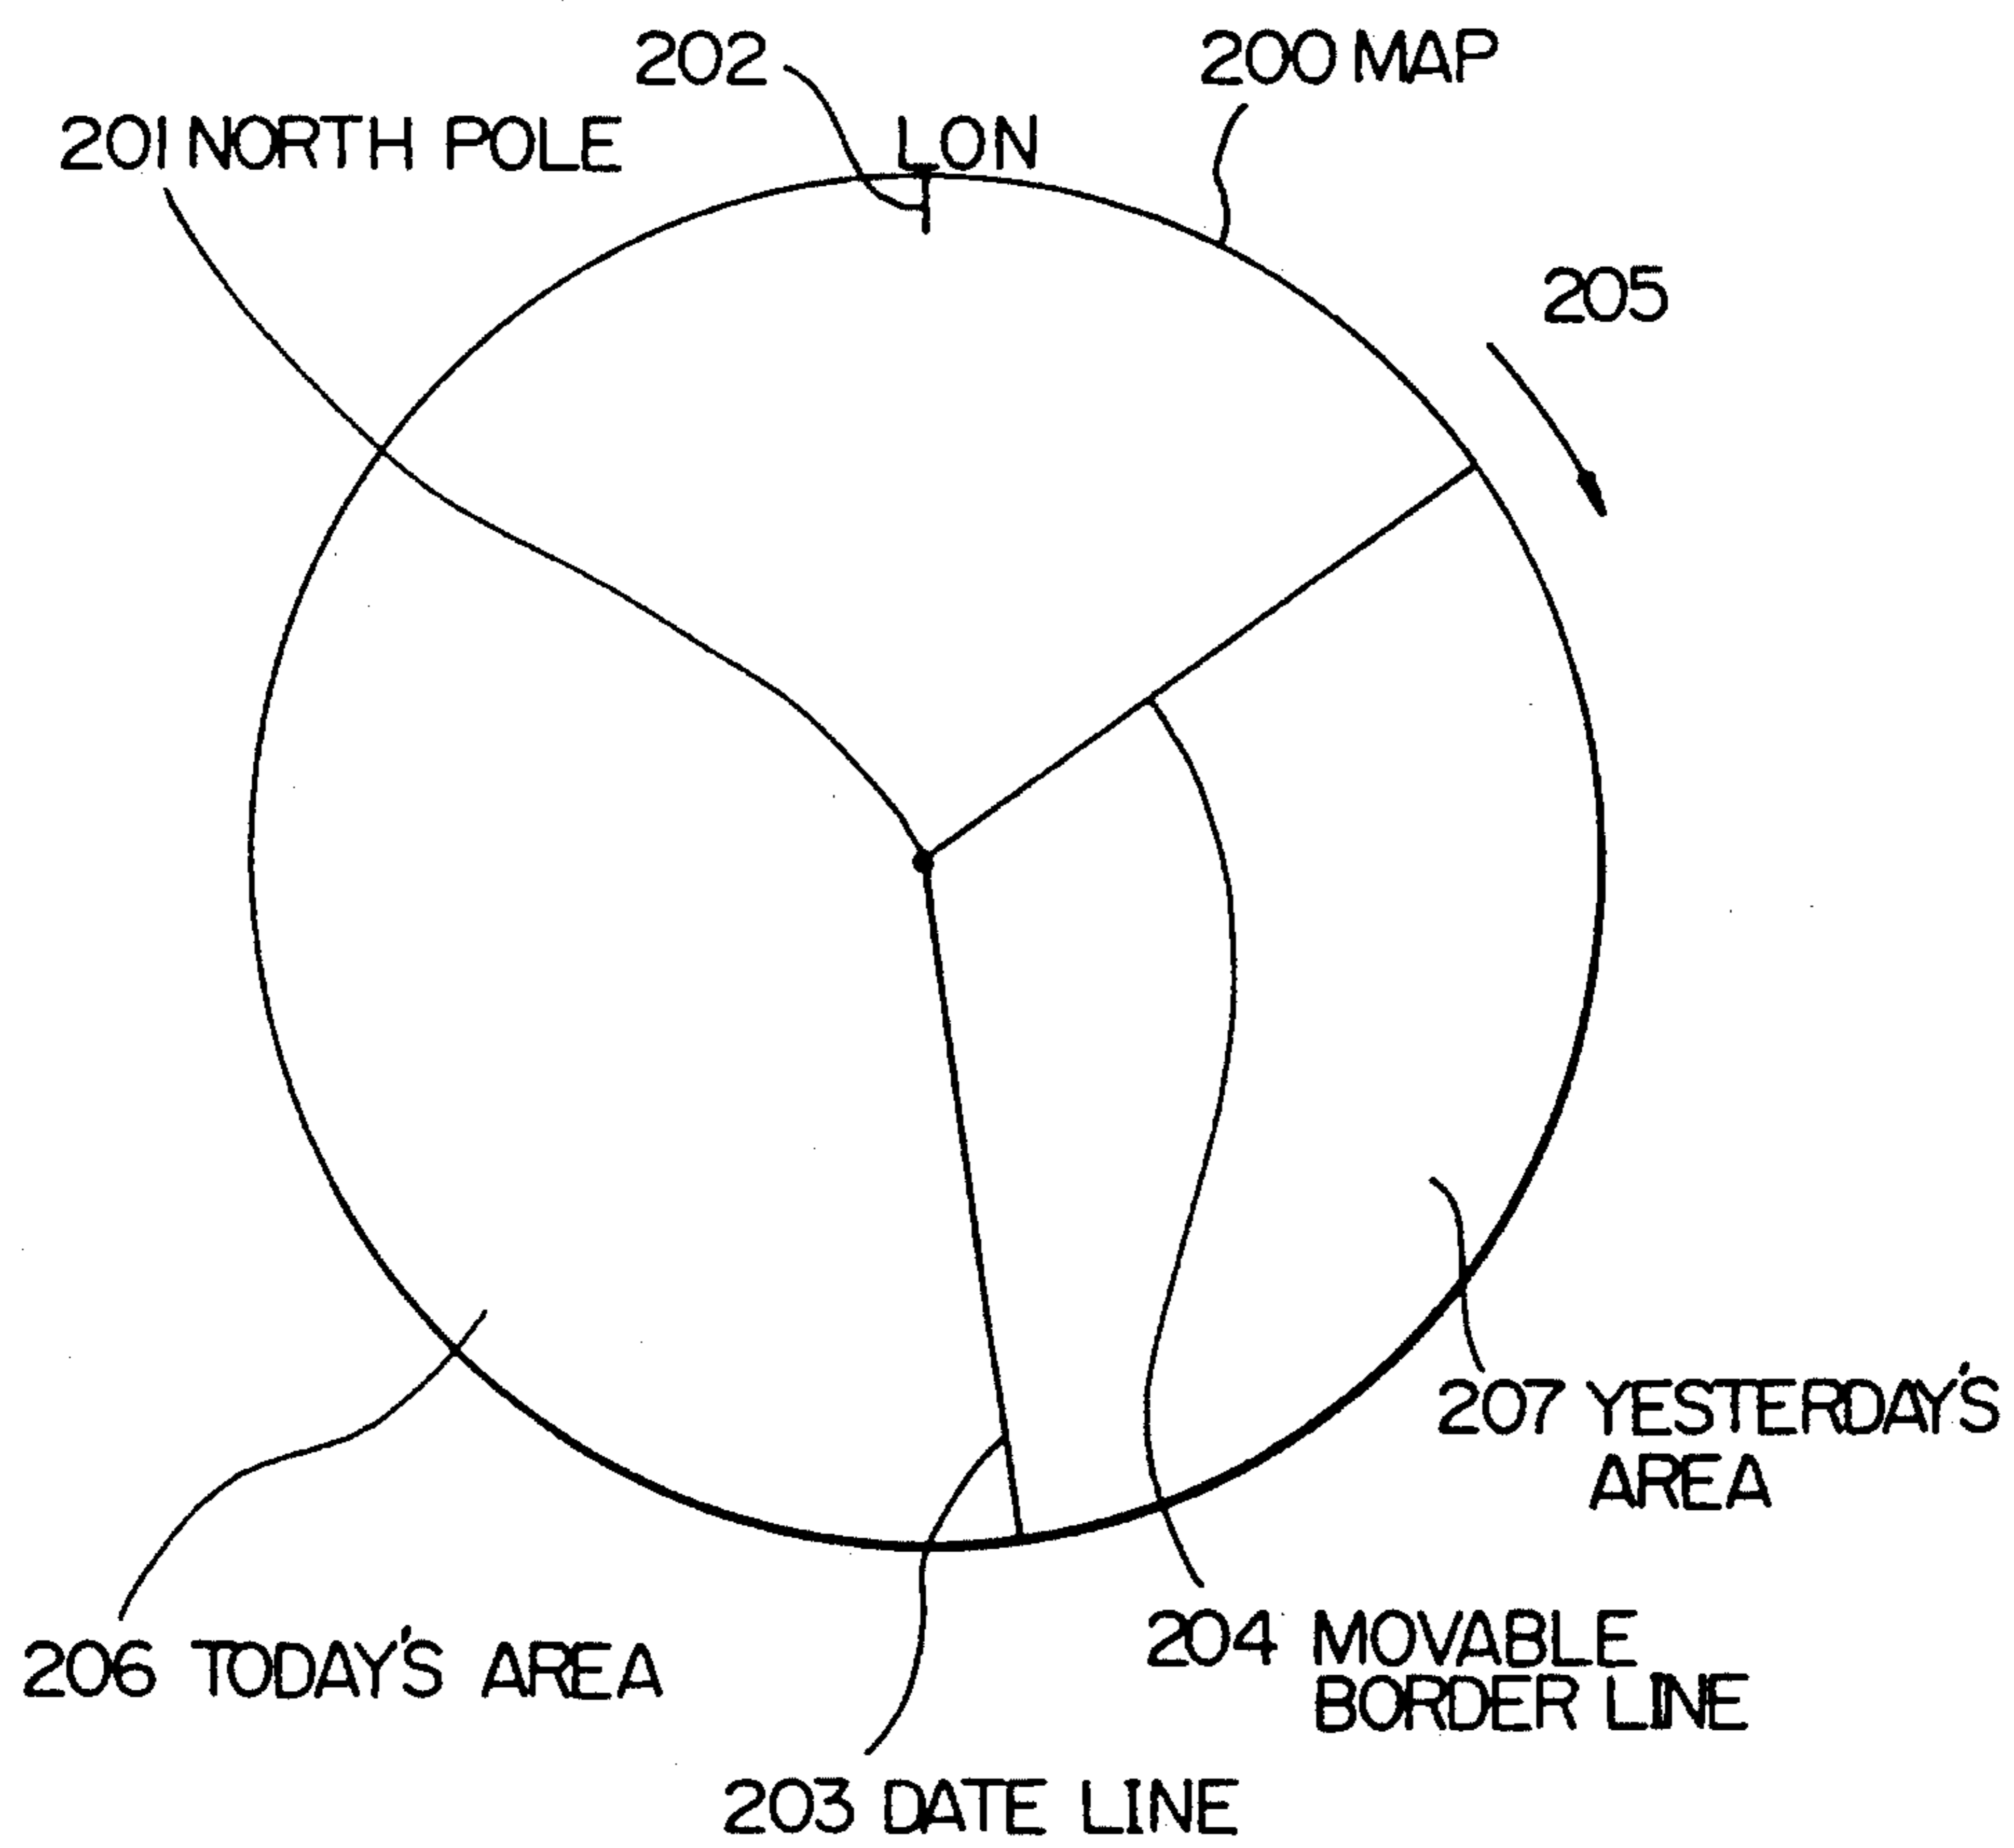 202
200 MAP
201 NORTH POLE
LON
205
207 YESTERDAY'S
AREA
204 MOVABLE
BORDER LINE
206 TODAY'S AREA
203 DATE LINE